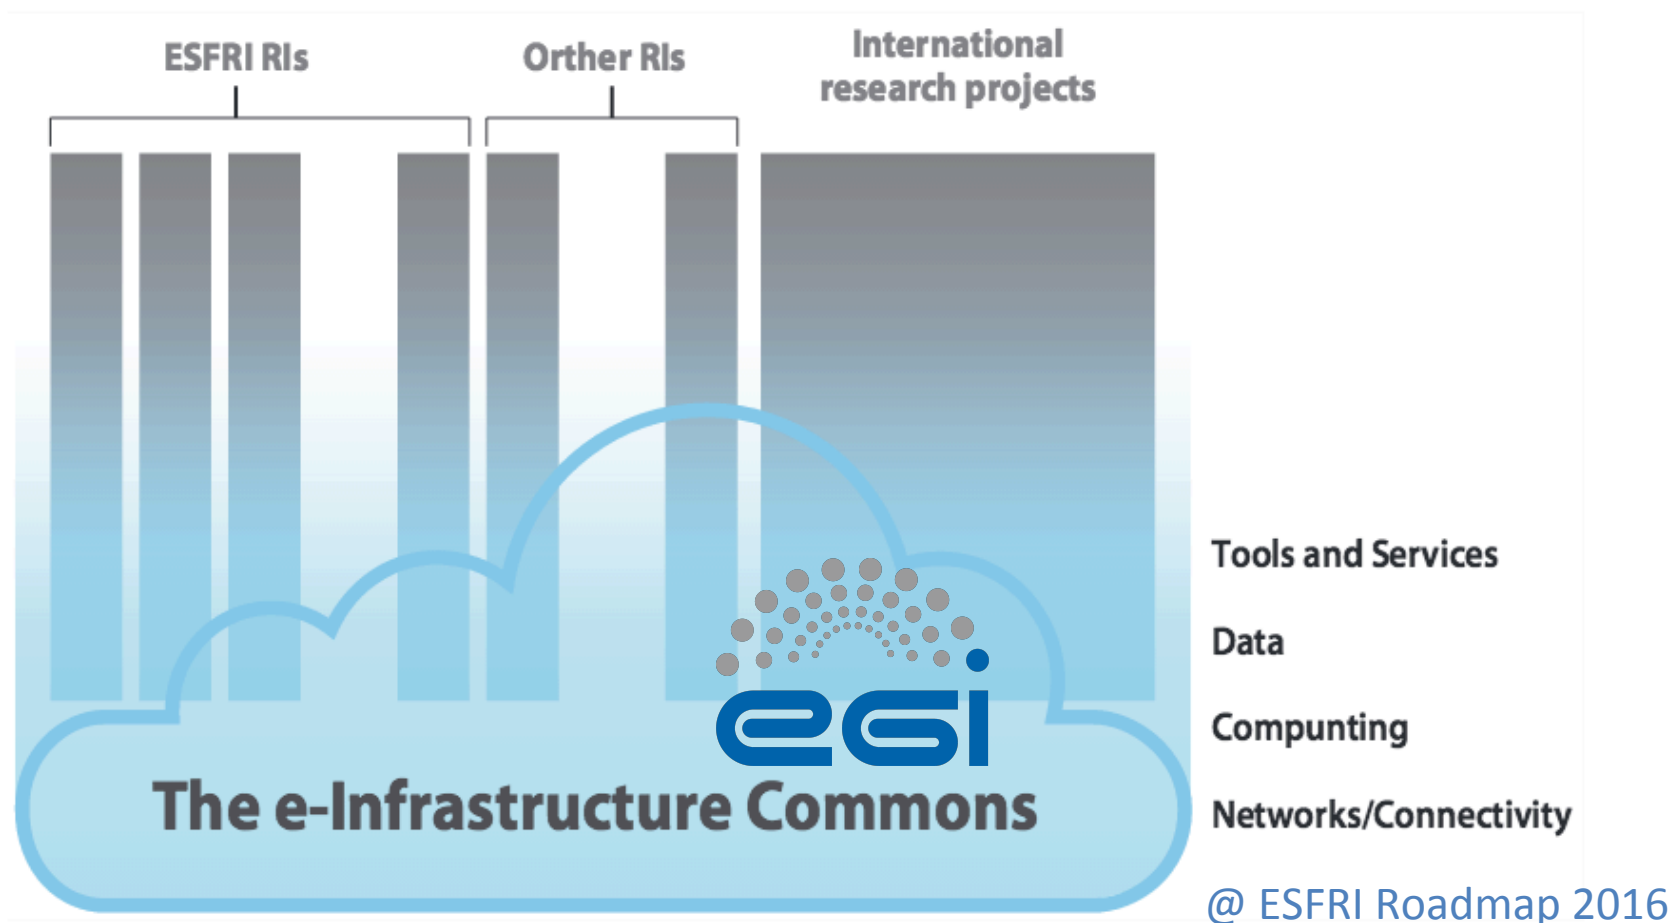 ESFRI RIs
Orther RIs
International
research projects
egi
The e-Infrastructure Commons
Tools and Services
Data
Compunting
Networks/Connectivity
@ ESFRI Roadmap 2016